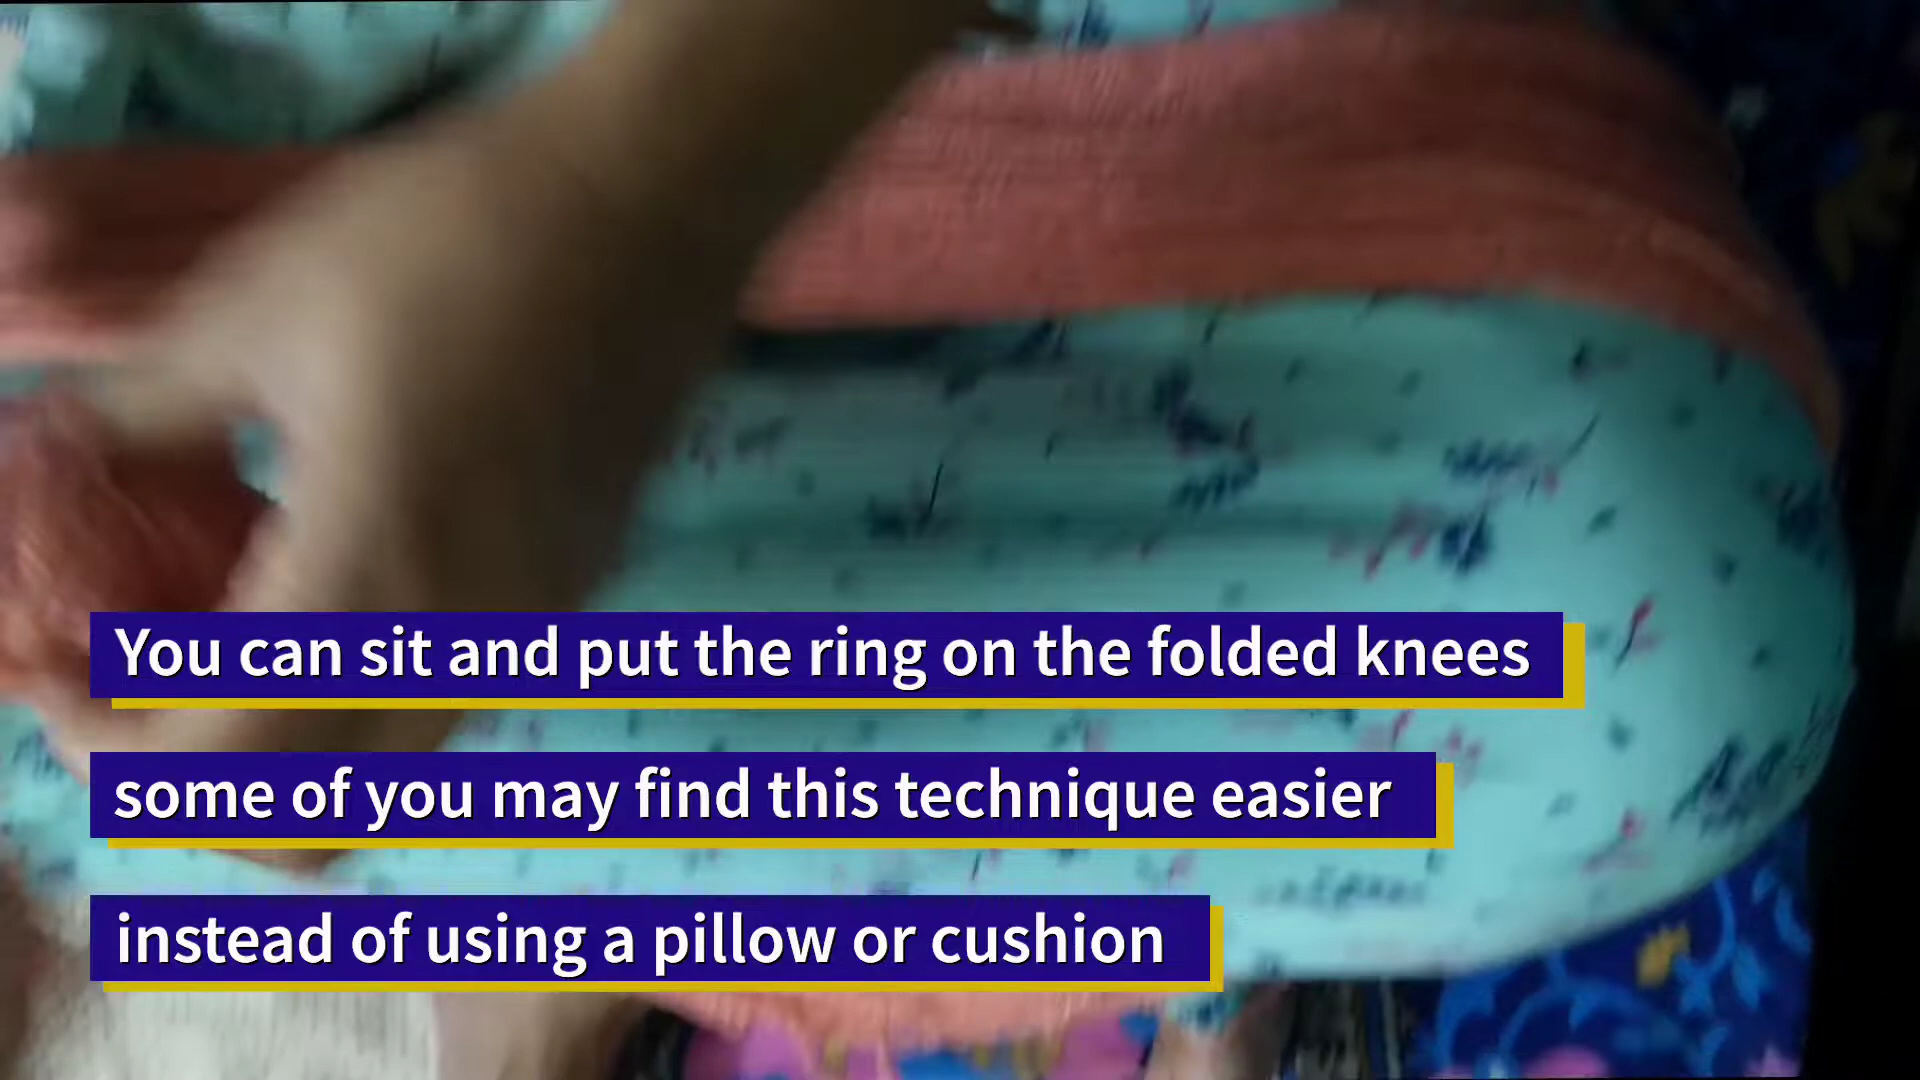 You can sit and put the ring on the folded knees
some of you may find this technique easier
instead of using a pillow or cushion